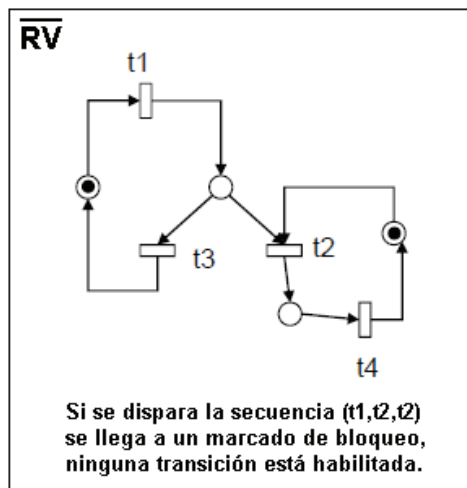 RV
t1
t3
t2
t4
Si se dispara la secuencia (t1,t2,t2)
se llega a un marcado de bloqueo,
ninguna transición está habilitada.